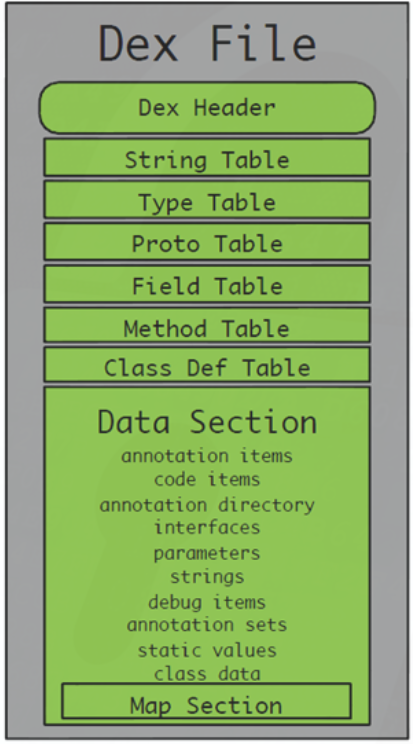 Dex File
Dex Header
String Table
Type Table
Proto Table
Field Table
Method Table
Class Def Table
Data Section
annotation items
code items
annotation directory
interfaces
parameters
strings
debug items
annotation sets
static values
class data
Map Section